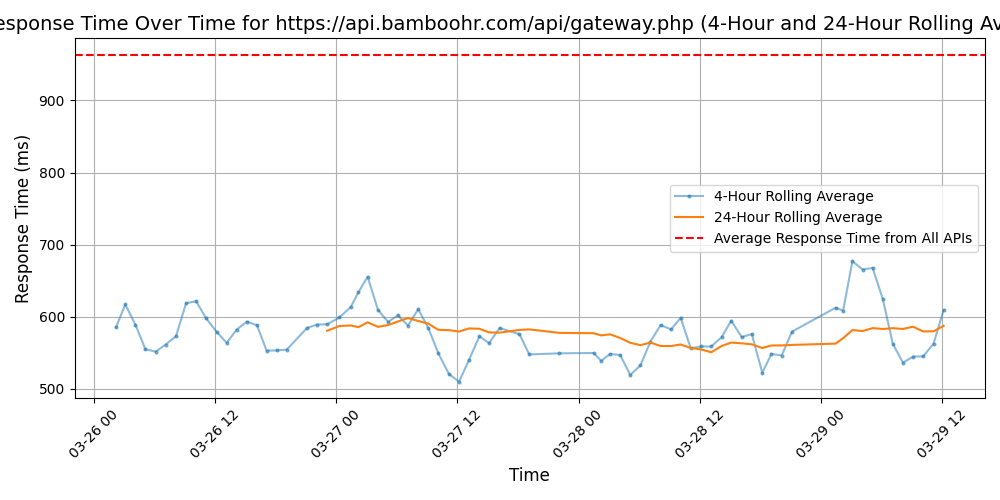 esponse Time Over Time for https://api.bamboohr.com/api/gateway.php (4-Hour and 24-Hour Rolling Av
Response Time (ms)
900
800
700
600
500
4-Hour Rolling Average
24-Hour Rolling Average
Average Response Time from All APIs
03-26 00
03-26 12
03-27 00
03-27 12
03-28 00
03-28 12
03-29 00
03-29 12
Time